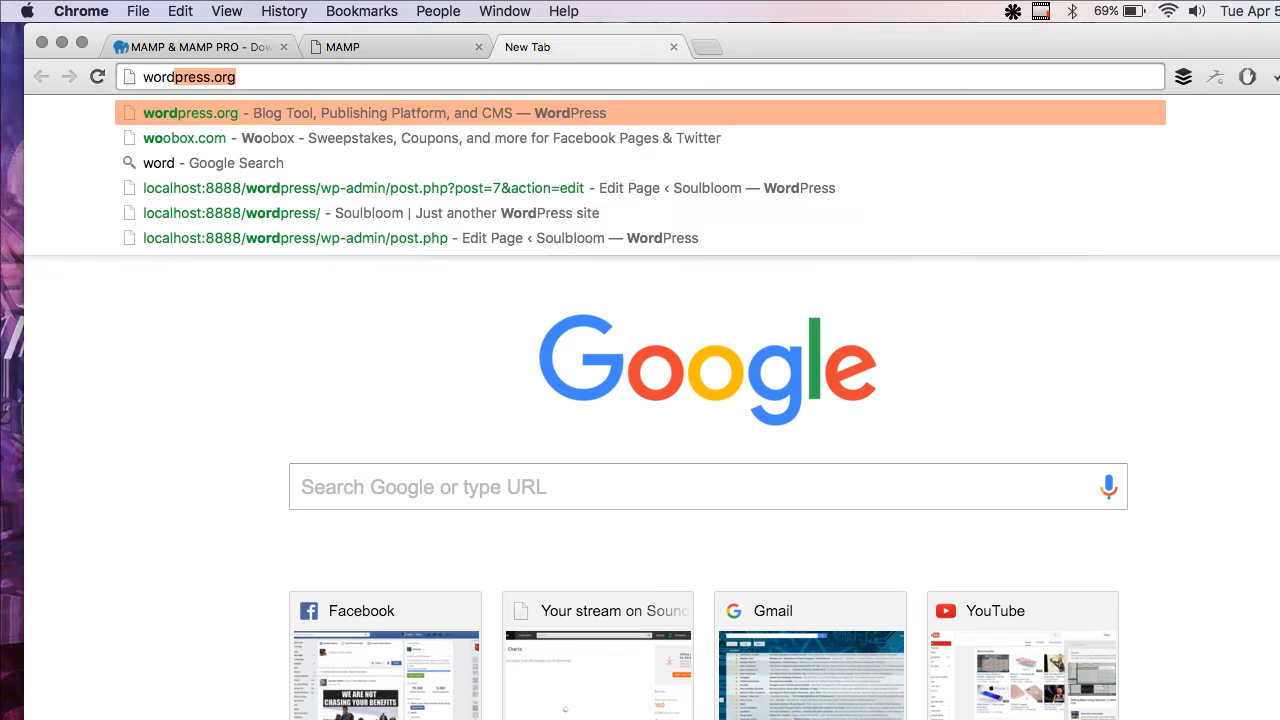 Chrome File Edit View History Bookmarks People Window Help 69% Tue Apr 5
MAMP & MAMP PRO - Dow
MAMP
New Tab
wordpress.org
wordpress.org - Blog Tool, Publishing Platform, and CMS — WordPress
woobox.com - Woobox - Sweepstakes, Coupons, and more for Facebook Pages & Twitter
word - Google Search
localhost:8888/wordpress/wp-admin/post.php?post=7&action=edit - Edit Page ‹ Soulbloom — WordPress
localhost:8888/wordpress/ - Soulbloom | Just another WordPress site
localhost:8888/wordpress/wp-admin/post.php - Edit Page ‹ Soulbloom — WordPress
Google
Search Google or type URL
Facebook
Your stream on Soun
Gmail
YouTube
Charts
WE ARE NOT
CHASING YOUR BENEFITS